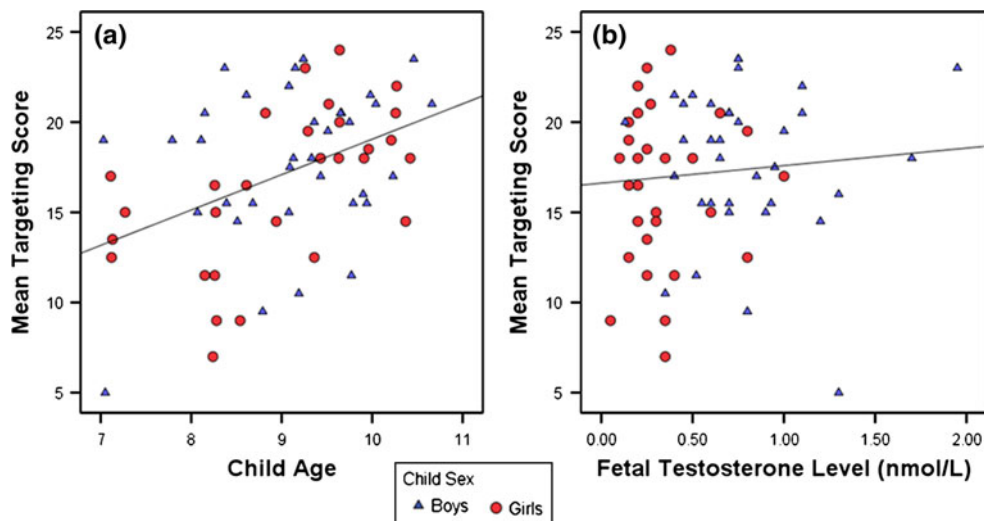 (a)
Mean Targeting Score
25
20
15
10
5
7 8 9 10 11
Child Age
(b)
Mean Targeting Score
25
20
15
10
5
0.00 0.50 1.00 1.50 2.00
Fetal Testosterone Level (nmol/L)
Child Sex
Boys Girls